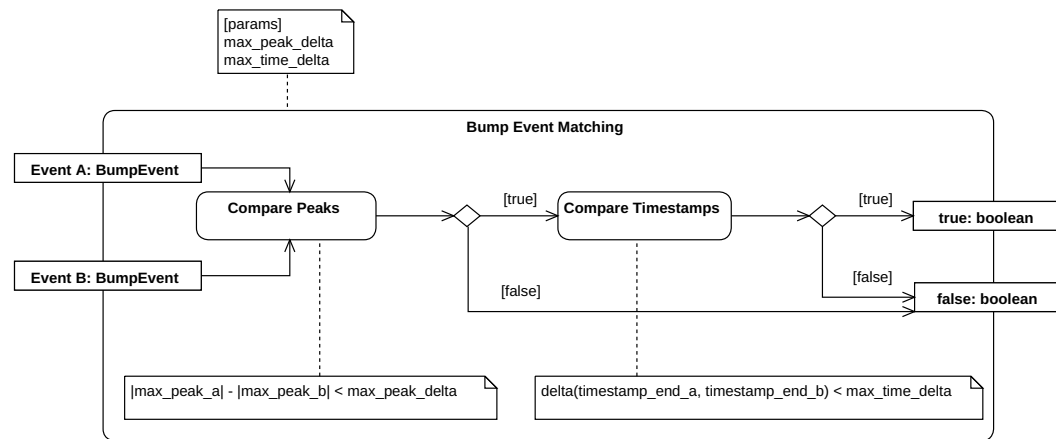 [params]
max_peak_delta
max_time_delta
Bump Event Matching
Event A: BumpEvent
Compare Peaks
[true]
Compare Timestamps
[true]
true: boolean
Event B: BumpEvent
[false]
[false]
false: boolean
|max_peak_a| - |max_peak_b| < max_peak_delta
delta(timestamp_end_a, timestamp_end_b) < max_time_delta